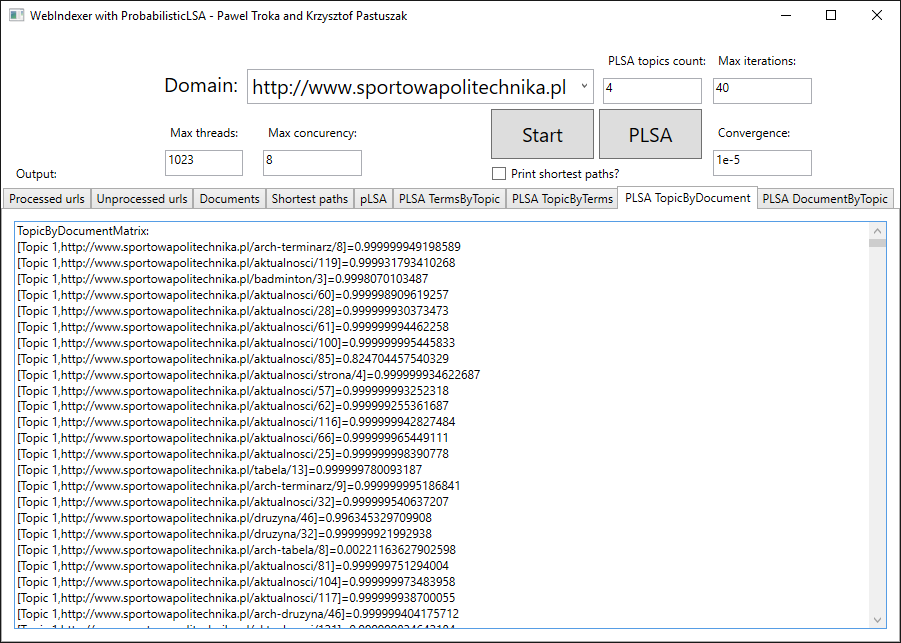 WebIndexer with ProbabilisticLSA - Pawel Troka and Krzysztof Pastuszak
PLSA topics count: Max iterations:
Domain: http://www.sportowapolitechnika.pl 4 40
Max threads: Max concurency: Start PLSA Convergence:
1023 8 1e-5
Output: Print shortest paths?
Processed urls Unprocessed urls Documents Shortest paths pLSA PLSA TermsByTopic PLSA TopicByTerms PLSA TopicByDocument PLSA DocumentByTopic
TopicByDocumentMatrix:
[Topic 1,http://www.sportowapolitechnika.pl/arch-terminarz/8]=0.999999949198589
[Topic 1,http://www.sportowapolitechnika.pl/aktualnosci/119]=0.999931793410268
[Topic 1,http://www.sportowapolitechnika.pl/badminton/3]=0.9998070103487
[Topic 1,http://www.sportowapolitechnika.pl/aktualnosci/60]=0.999998909619257
[Topic 1,http://www.sportowapolitechnika.pl/aktualnosci/28]=0.999999930373473
[Topic 1,http://www.sportowapolitechnika.pl/aktualnosci/61]=0.999999994462258
[Topic 1,http://www.sportowapolitechnika.pl/aktualnosci/100]=0.999999995445833
[Topic 1,http://www.sportowapolitechnika.pl/aktualnosci/85]=0.824704457540329
[Topic 1,http://www.sportowapolitechnika.pl/aktualnosci/strona/4]=0.999999934622687
[Topic 1,http://www.sportowapolitechnika.pl/aktualnosci/57]=0.999999993252318
[Topic 1,http://www.sportowapolitechnika.pl/aktualnosci/62]=0.999999255361687
[Topic 1,http://www.sportowapolitechnika.pl/aktualnosci/116]=0.999999942827484
[Topic 1,http://www.sportowapolitechnika.pl/aktualnosci/66]=0.999999965449111
[Topic 1,http://www.sportowapolitechnika.pl/aktualnosci/25]=0.999999998390778
[Topic 1,http://www.sportowapolitechnika.pl/tabela/13]=0.999999780093187
[Topic 1,http://www.sportowapolitechnika.pl/arch-terminarz/9]=0.999999995186841
[Topic 1,http://www.sportowapolitechnika.pl/aktualnosci/32]=0.999999540637207
[Topic 1,http://www.sportowapolitechnika.pl/druzyna/46]=0.996345329709908
[Topic 1,http://www.sportowapolitechnika.pl/druzyna/32]=0.999999921992938
[Topic 1,http://www.sportowapolitechnika.pl/arch-tabela/8]=0.00221163627902598
[Topic 1,http://www.sportowapolitechnika.pl/aktualnosci/81]=0.999999751294004
[Topic 1,http://www.sportowapolitechnika.pl/aktualnosci/104]=0.999999973483958
[Topic 1,http://www.sportowapolitechnika.pl/aktualnosci/117]=0.999999938700055
[Topic 1,http://www.sportowapolitechnika.pl/arch-druzyna/46]=0.999999404175712